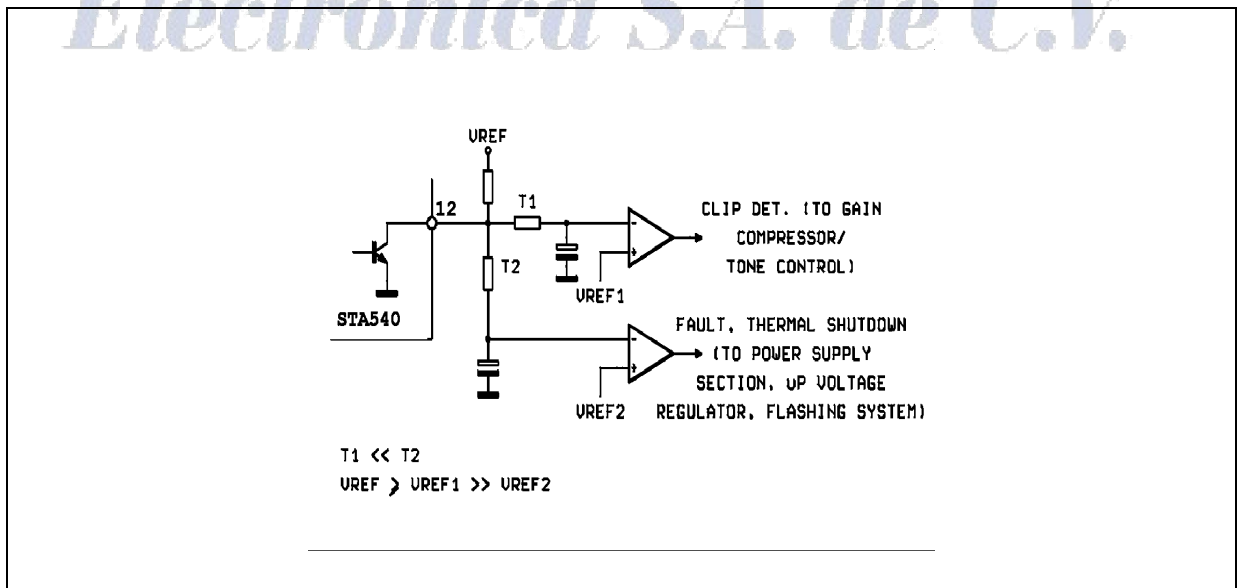 Electrónica S.A. de C.V.
VREF
12
T1
CLIP DET. (TO GAIN
COMPRESSOR/
TONE CONTROL)
T2
VREF1
STA540
FAULT, THERMAL SHUTDOWN
(TO POWER SUPPLY
SECTION, uP VOLTAGE
REGULATOR, FLASHING SYSTEM)
VREF2
T1 << T2
VREF > VREF1 >> VREF2